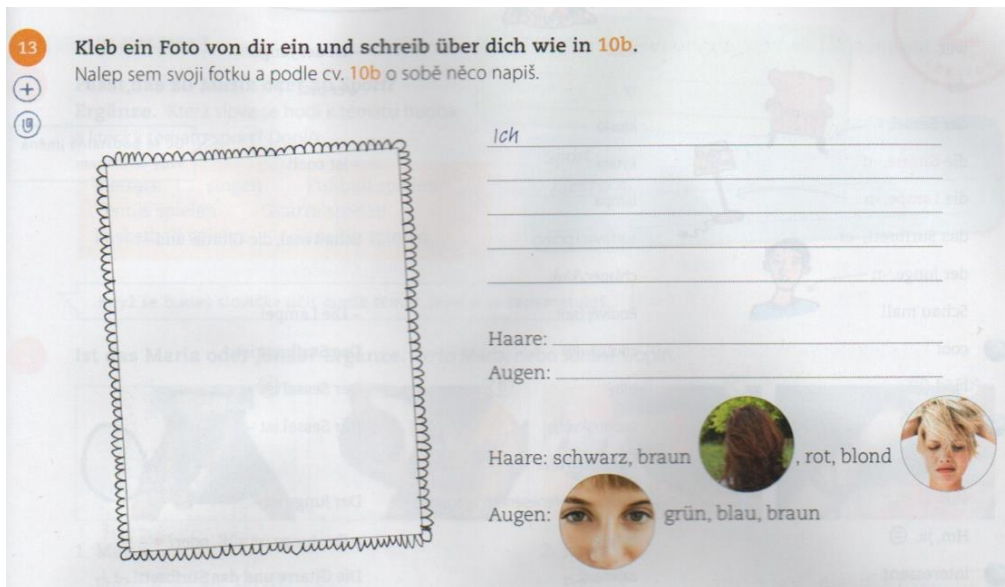 13 Kleb ein Foto von dir ein und schreib über dich wie in 10b.
Nalep sem svoji fotku a podle cv. 10b o sobě něco napiš.
Ich
Haare:
Augen:
Haare: schwarz, braun , rot, blond
Augen: grün, blau, braun